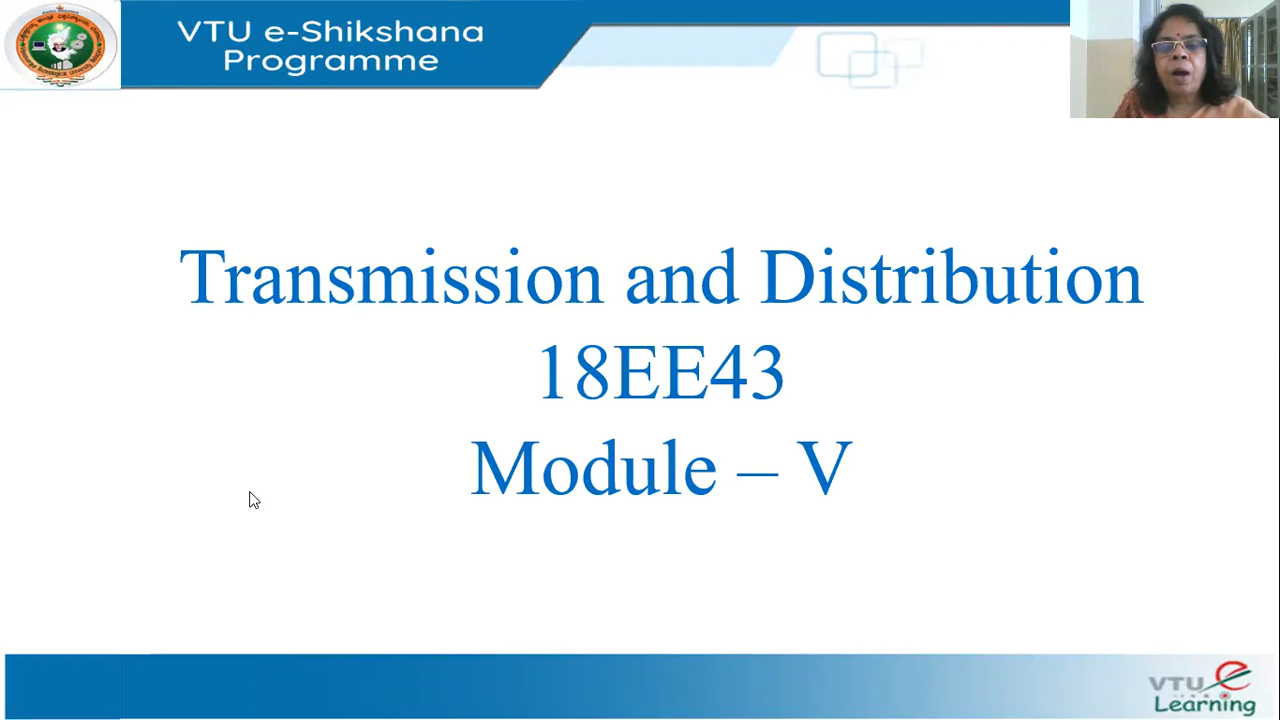 VTU e-Shikshana
Programme
Transmission and Distribution
18EE43
Module – V
VTU e
Learning